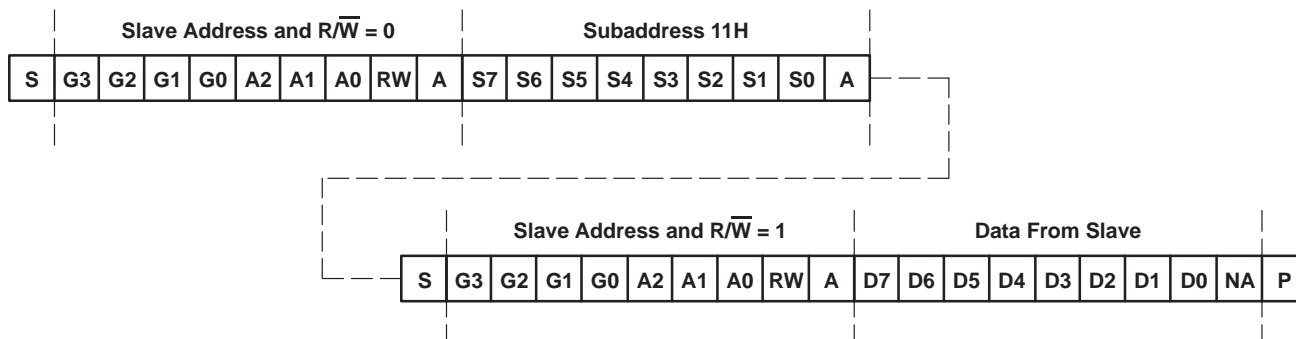 Slave Address and R/W̅ = 0 Subaddress 11H
S G3 G2 G1 G0 A2 A1 A0 RW A S7 S6 S5 S4 S3 S2 S1 S0 A
Slave Address and R/W̅ = 1 Data From Slave
S G3 G2 G1 G0 A2 A1 A0 RW A D7 D6 D5 D4 D3 D2 D1 D0 NA P